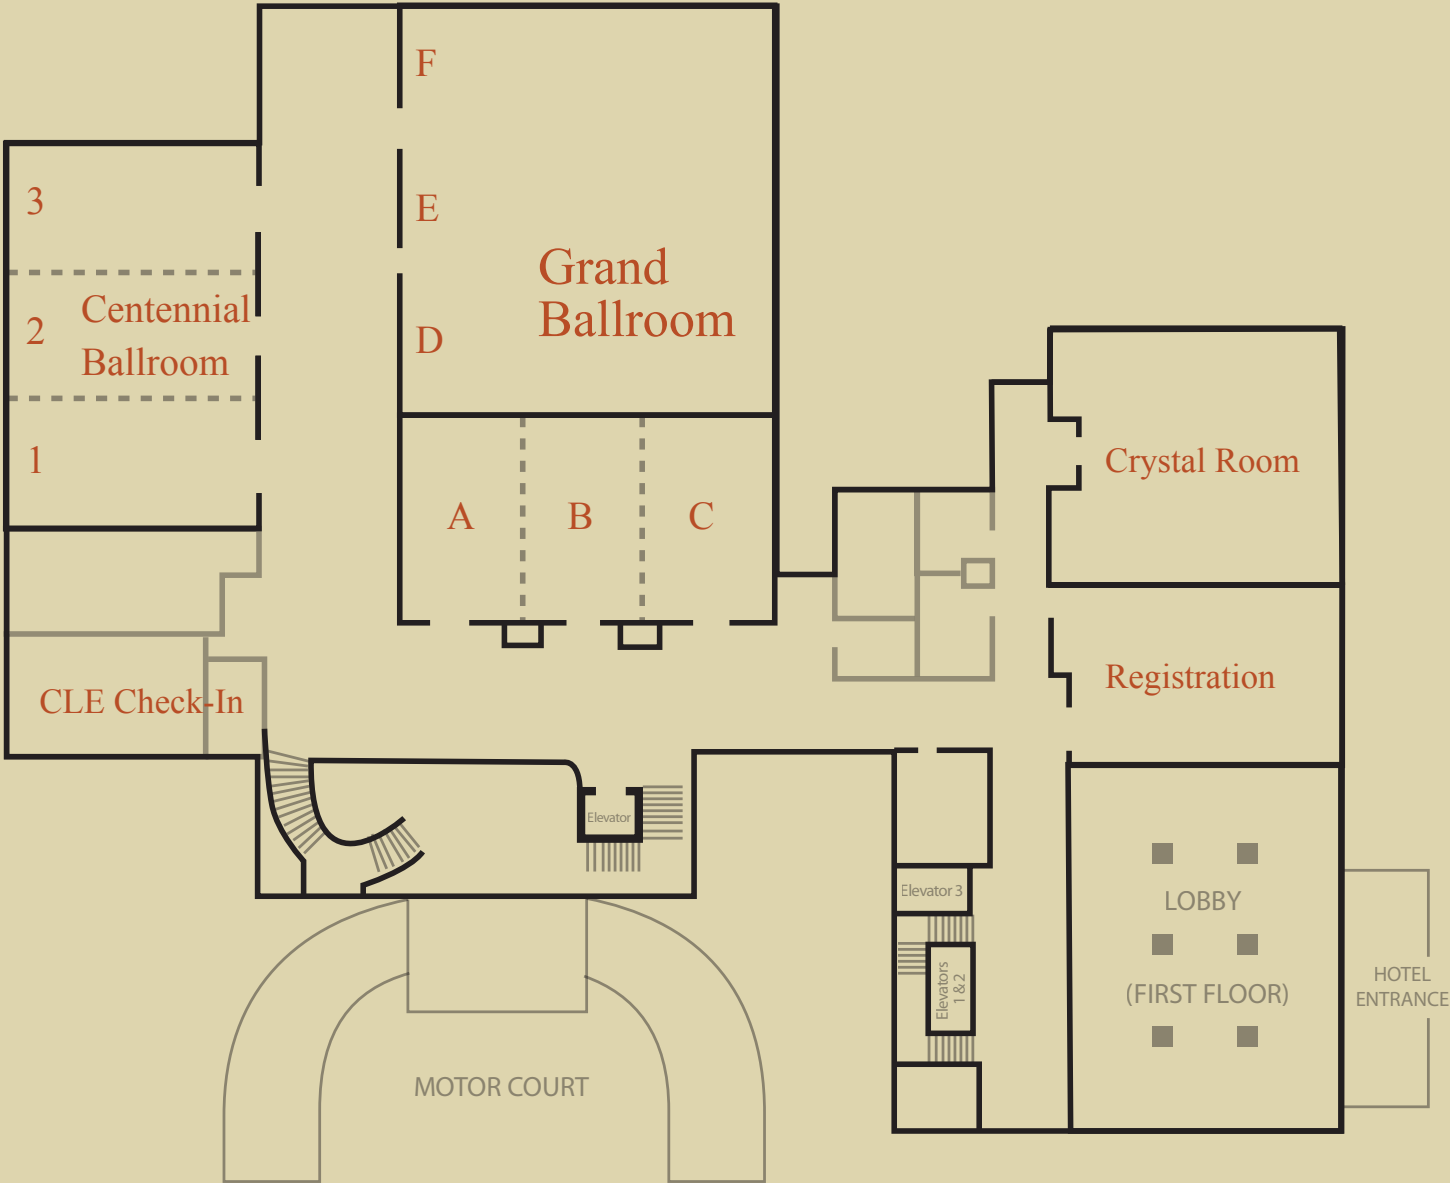 F
3
E
Grand
Ballroom
Centennial
Ballroom
2
D
1
Crystal Room
A
B
C
CLE Check-In
Registration
Elevator
Elevator 3
LOBBY
(FIRST FLOOR)
Elevators
1 & 2
HOTEL
ENTRANCE
MOTOR COURT